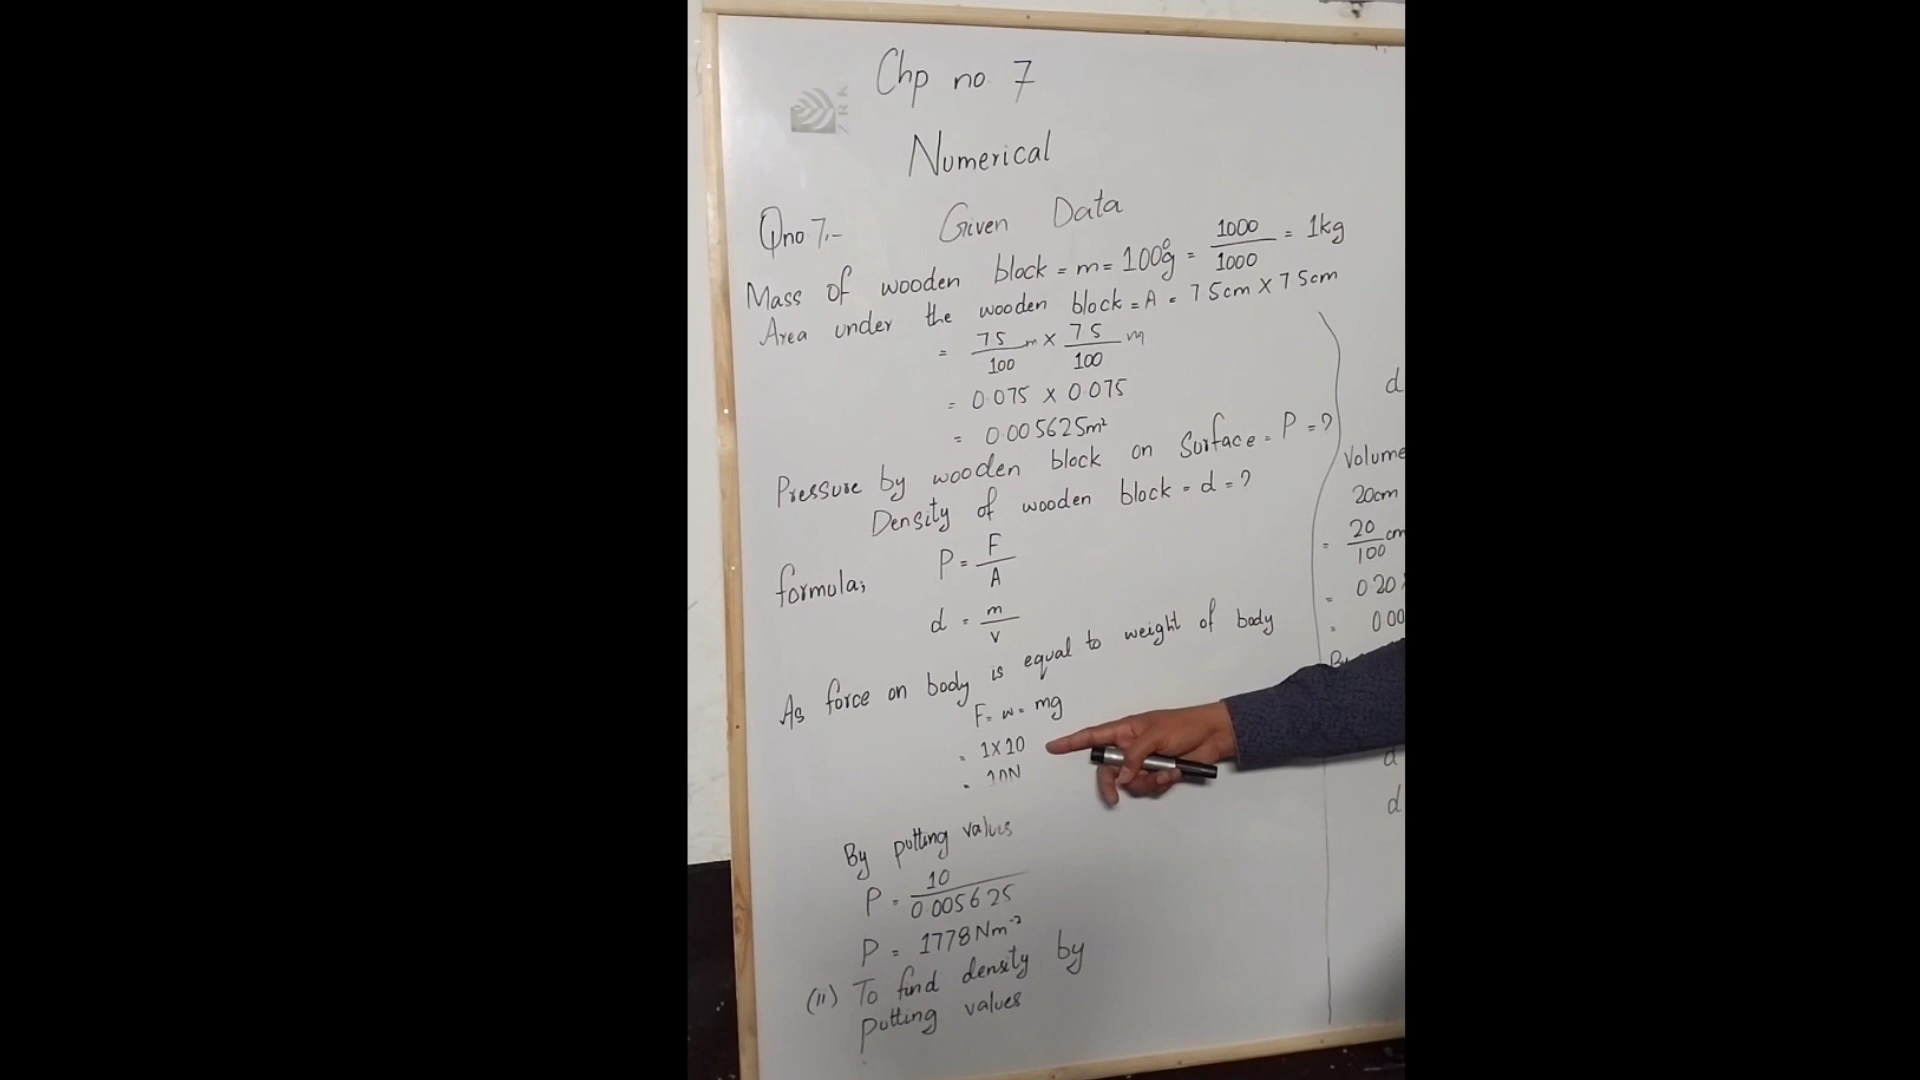 Chp no. 7
Numerical
Qno 7:- Given Data
Mass of wooden block = m = 1000g = 1000/1000 = 1kg
Area under the wooden block = A = 7 5cm X 7 5cm
= 7 5/100 m X 7 5/100 m
= 0.075 X 0.075
= 0.005625m²
Pressure by wooden block on Surface = P = ?
Density of wooden block = d = ?
formula; P = F/A
d = m/v
As force on body is equal to weight of body
F = w = mg
= 1X10
= 10N
By putting values
P = 10/0.005625
P = 1778Nm⁻²
(ii) To find density by
putting values
d
Volume
20cm
= 20/100 cm
= 0 20
= 0.00
d
d